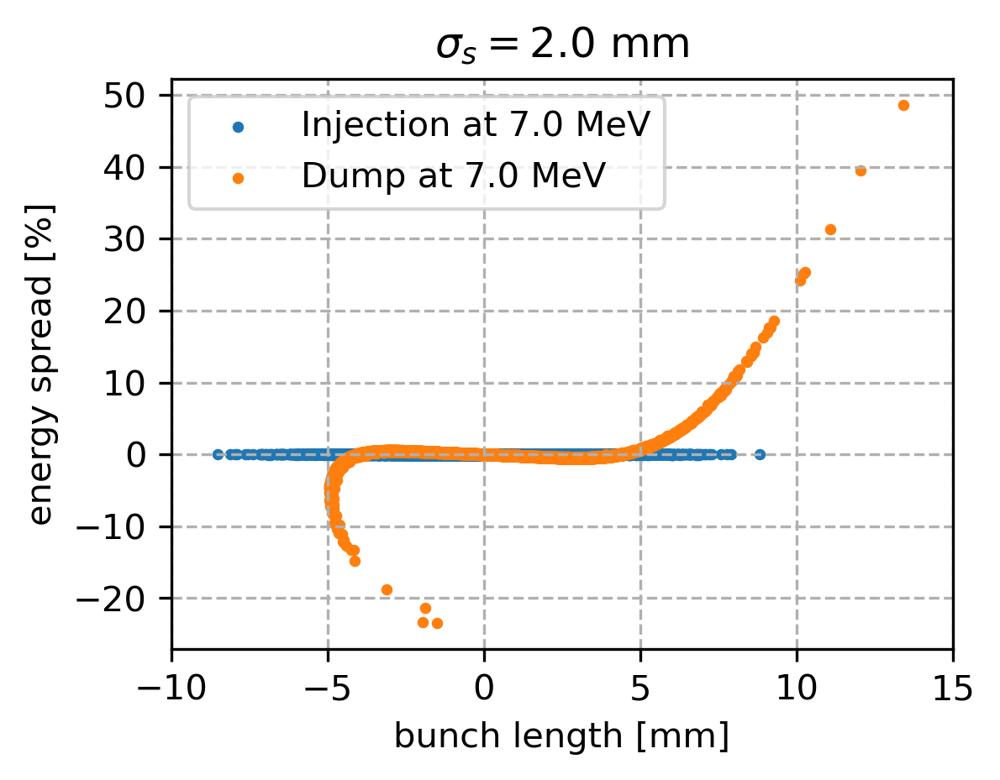 σₛ = 2.0 mm
Injection at 7.0 MeV
Dump at 7.0 MeV
energy spread [%]
50
40
30
20
10
0
−10
−20
−10 −5 0 5 10 15
bunch length [mm]